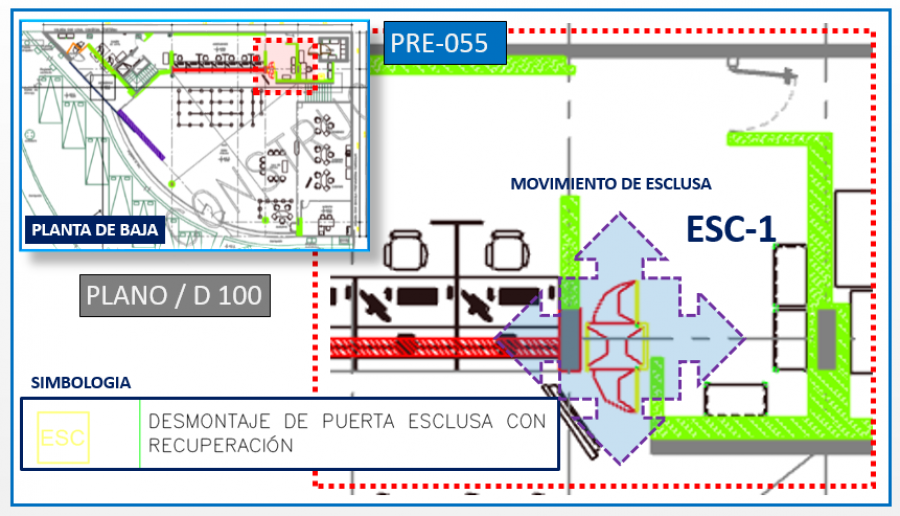 PRE-055
MOVIMIENTO DE ESCLUSA
ESC-1
PLANTA DE BAJA
PLANO / D 100
SIMBOLOGIA
ESC
DESMONTAJE DE PUERTA ESCLUSA CON
RECUPERACIÓN